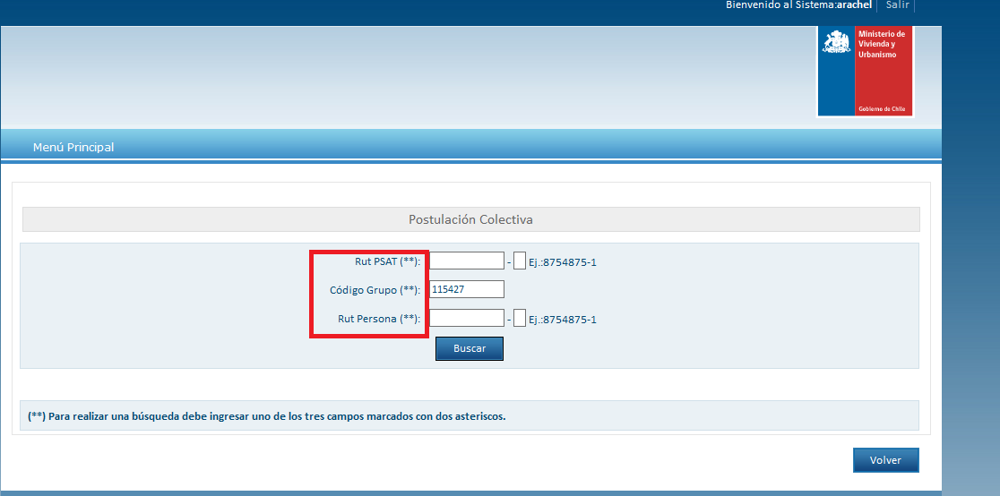 Bienvenido al Sistema:arachel Salir
Ministerio de
Vivienda y
Urbanismo
Gobierno de Chile
Menú Principal
Postulación Colectiva
Rut PSAT (**): - Ej.:8754875-1
Código Grupo (**): 115427
Rut Persona (**): - Ej.:8754875-1
Buscar
(**) Para realizar una búsqueda debe ingresar uno de los tres campos marcados con dos asteriscos.
Volver